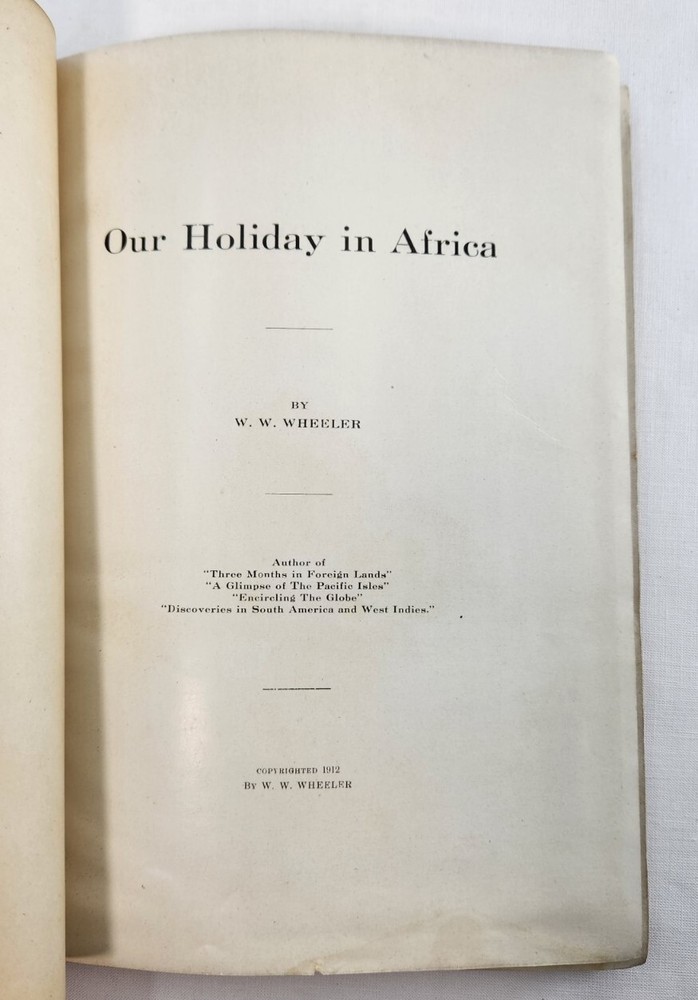 Our Holiday in Africa
BY
W. W. WHEELER
Author of
"Three Months in Foreign Lands"
"A Glimpse of The Pacific Isles"
"Encircling The Globe"
"Discoveries in South America and West Indies."
COPYRIGHTED 1912
BY W. W. WHEELER